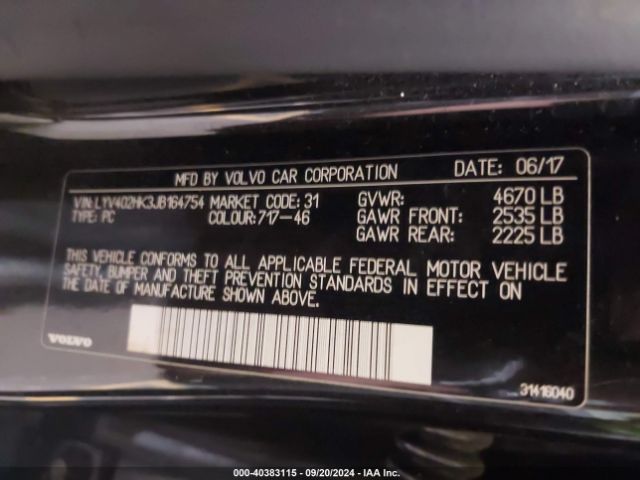 MFD BY VOLVO CAR CORPORATION DATE: 06/17
VIN: LYV402HK3JB164754 MARKET CODE: 31 GVWR: 4670 LB
TYPE: PC COLOUR: 717-46 GAWR FRONT: 2535 LB
GAWR REAR: 2225 LB
THIS VEHICLE CONFORMS TO ALL APPLICABLE FEDERAL MOTOR VEHICLE
SAFETY, BUMPER AND THEFT PREVENTION STANDARDS IN EFFECT ON
THE DATE OF MANUFACTURE SHOWN ABOVE.
VOLVO
31416040
000-40383115 - 09/20/2024 - IAA Inc.